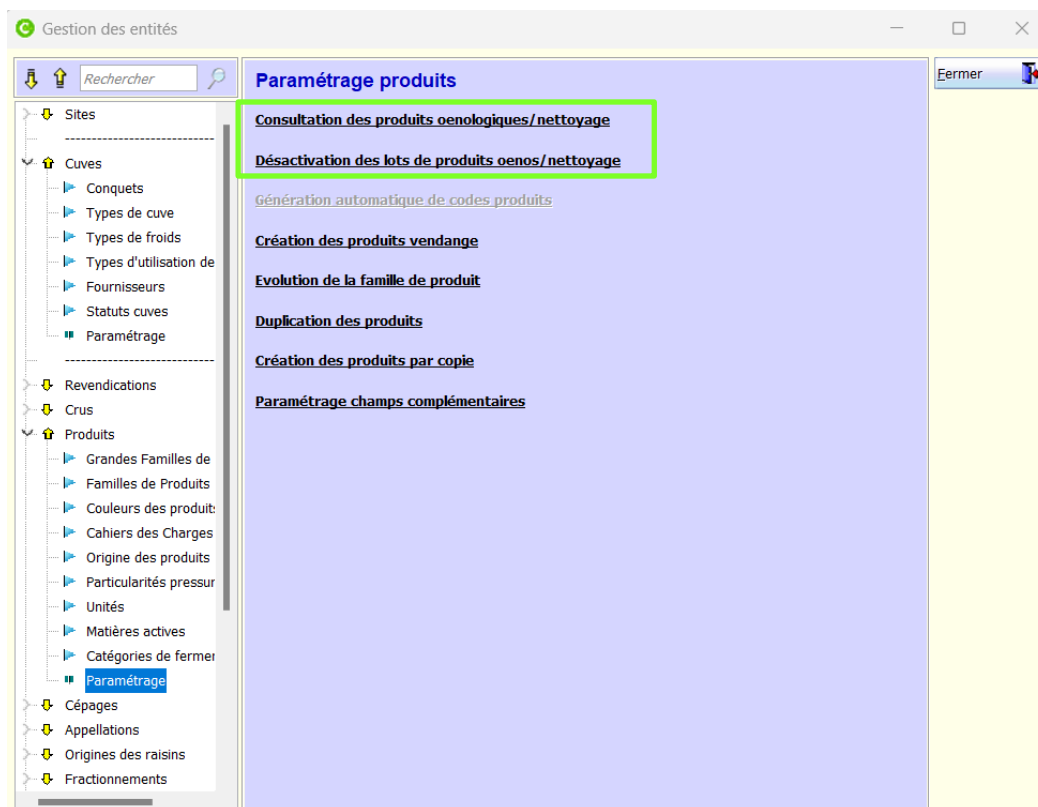 Gestion des entités
Rechercher
Sites
Cuves
Conquets
Types de cuve
Types de froids
Types d'utilisation de
Fournisseurs
Statuts cuves
Paramétrage
Revendications
Crus
Produits
Grandes Familles de
Familles de Produits
Couleurs des produits
Cahiers des Charges
Origine des produits
Particularités pressur
Unités
Matières actives
Catégories de fermer
Paramétrage
Cépages
Appellations
Origines des raisins
Fractionnements
Paramétrage produits
Consultation des produits oenologiques/nettoyage
Désactivation des lots de produits oenos/nettoyage
Génération automatique de codes produits
Création des produits vendange
Evolution de la famille de produit
Duplication des produits
Création des produits par copie
Paramétrage champs complémentaires
Fermer